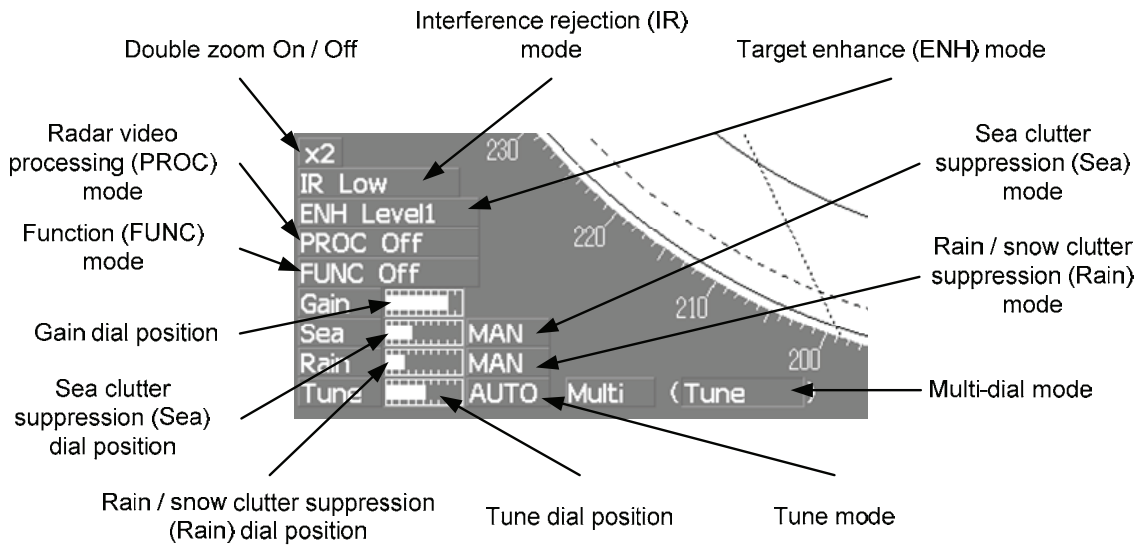 Interference rejection (IR)
mode
Double zoom On / Off
Target enhance (ENH) mode
Radar video
processing (PROC)
mode
Sea clutter
suppression (Sea)
mode
Function (FUNC)
mode
Rain / snow clutter
suppression (Rain)
mode
x2
IR Low
ENH Level1
PROC Off
FUNC Off
Gain
Sea MAN
Rain MAN
Tune AUTO Multi (Tune )
230
220
210
200
Gain dial position
Multi-dial mode
Sea clutter
suppression (Sea)
dial position
Rain / snow clutter suppression
(Rain) dial position
Tune dial position
Tune mode